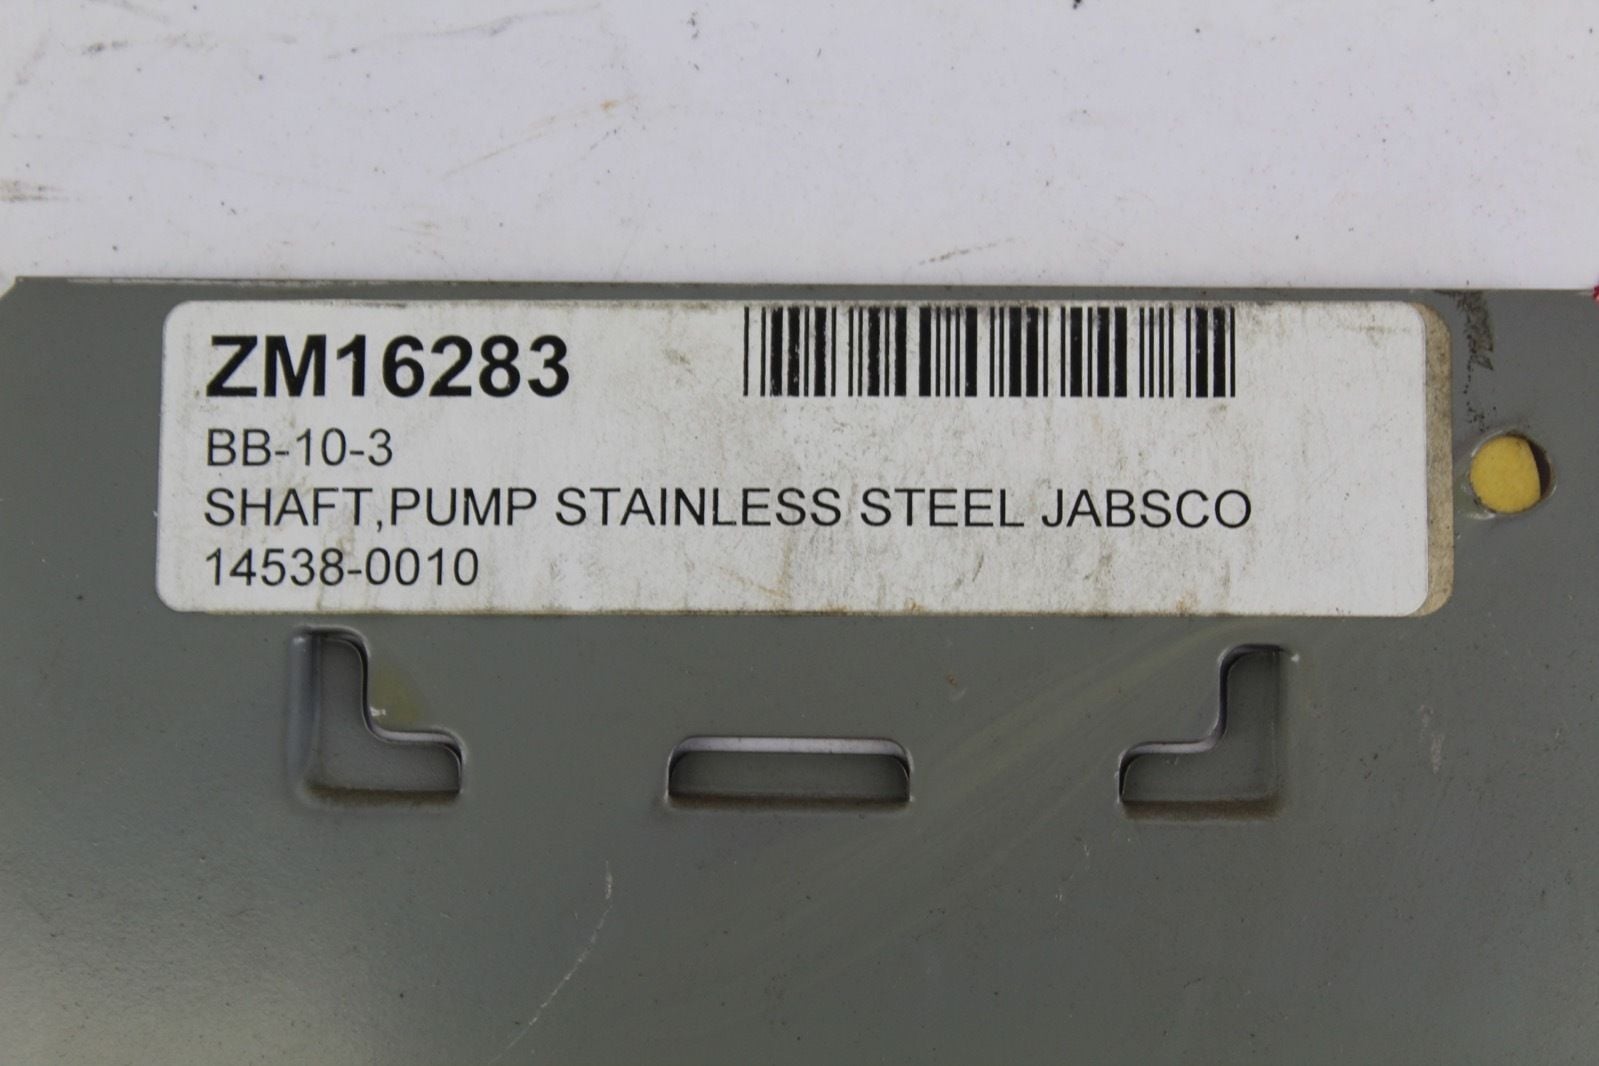 ZM16283
BB-10-3
SHAFT,PUMP STAINLESS STEEL JABSCO
14538-0010